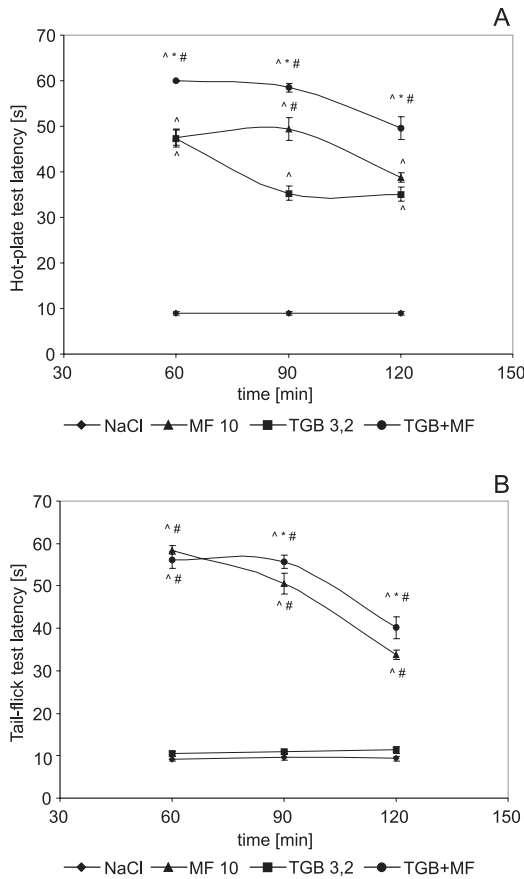 A
Hot-plate test latency [s]
70
60
50
40
30
20
10
0
^ * #
^ * #
^ * #
^ #
^
^
^
^
^
30
60
90
120
150
time [min]
NaCl MF 10 TGB 3,2 TGB+MF
B
Tail-flick test latency [s]
70
60
50
40
30
20
10
0
^ #
^ * #
^ #
^ #
^ * #
^ #
30
60
90
120
150
time [min]
NaCl MF 10 TGB 3,2 TGB+MF